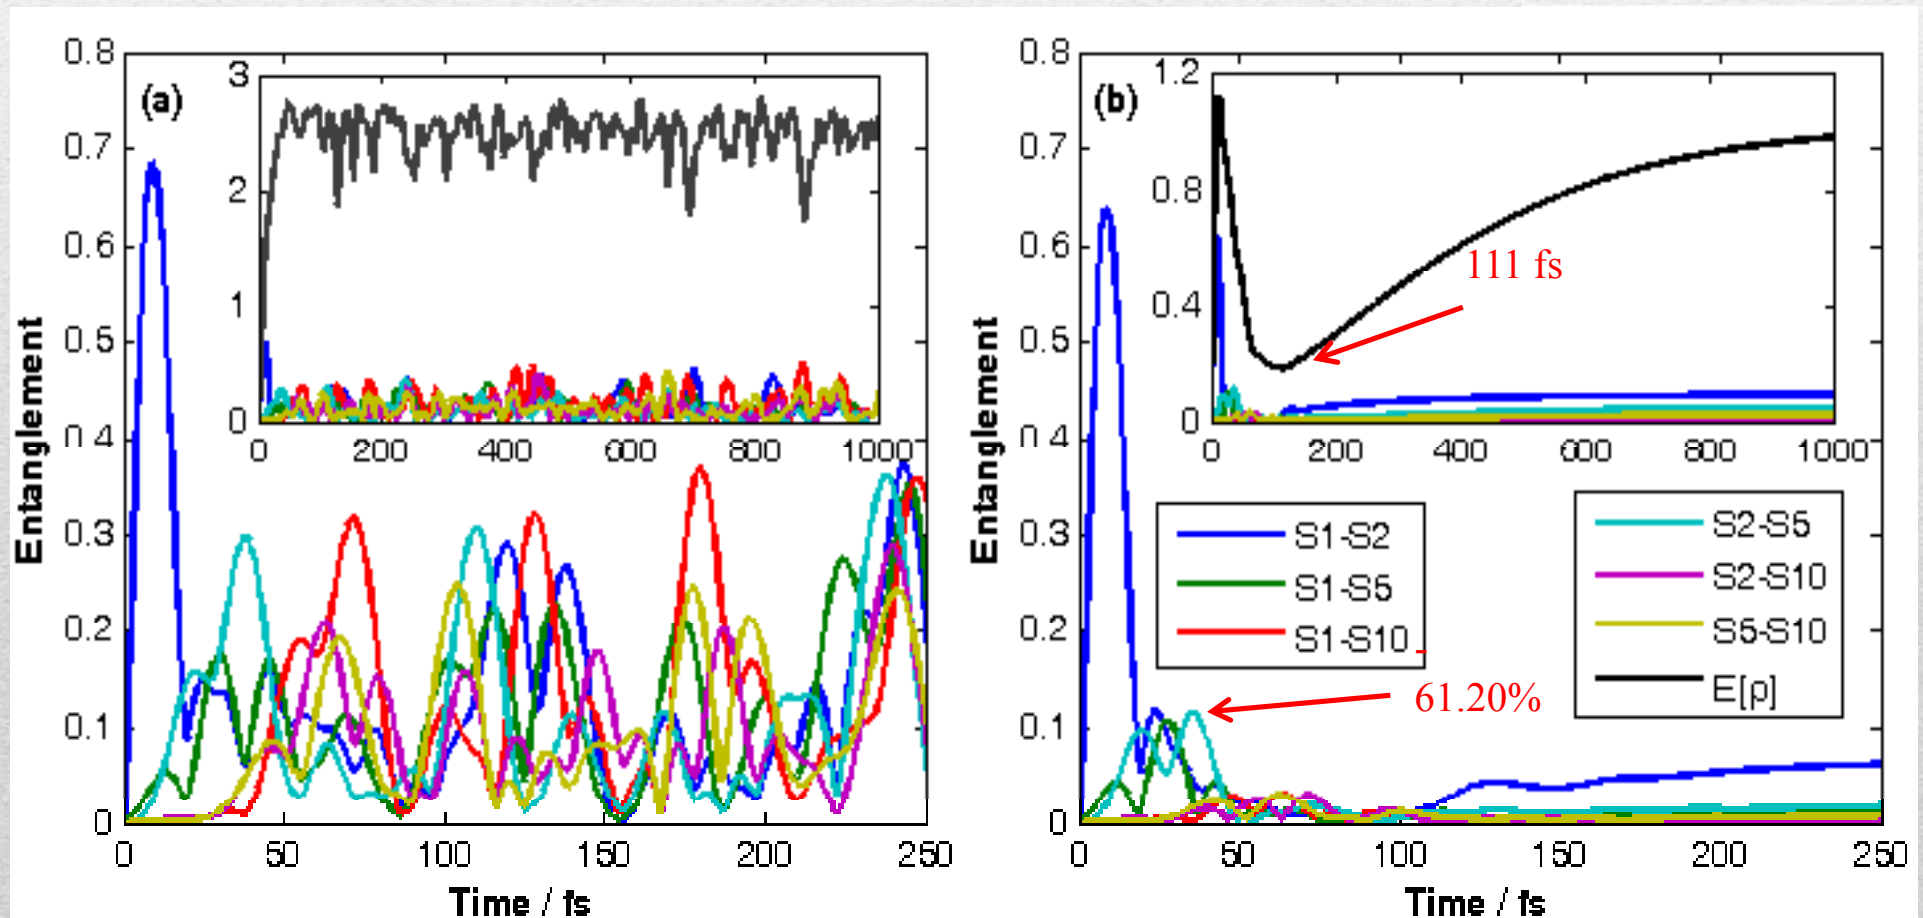 (a)
Entanglement
0.8
0.7
0.6
0.5
0.4
0.3
0.2
0.1
0
0 50 100 150 200 250
Time / fs
3
2
1
0
0 200 400 600 800 1000
(b)
Entanglement
0.8
0.7
0.6
0.5
0.4
0.3
0.2
0.1
0
0 50 100 150 200 250
Time / fs
1.2
0.8
0.4
0
0 200 400 600 800 1000
111 fs
S1-S2
S1-S5
S1-S10
S2-S5
S2-S10
S5-S10
E[ρ]
61.20%